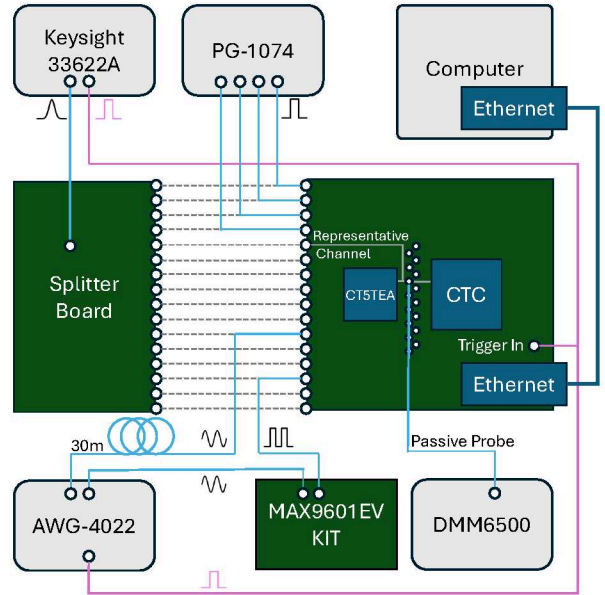 Keysight
33622A
PG-1074
Computer
Ethernet
Splitter
Board
Representative
Channel
CT5TEA
CTC
Trigger In
Ethernet
30m
Passive Probe
AWG-4022
MAX9601EV
KIT
DMM6500